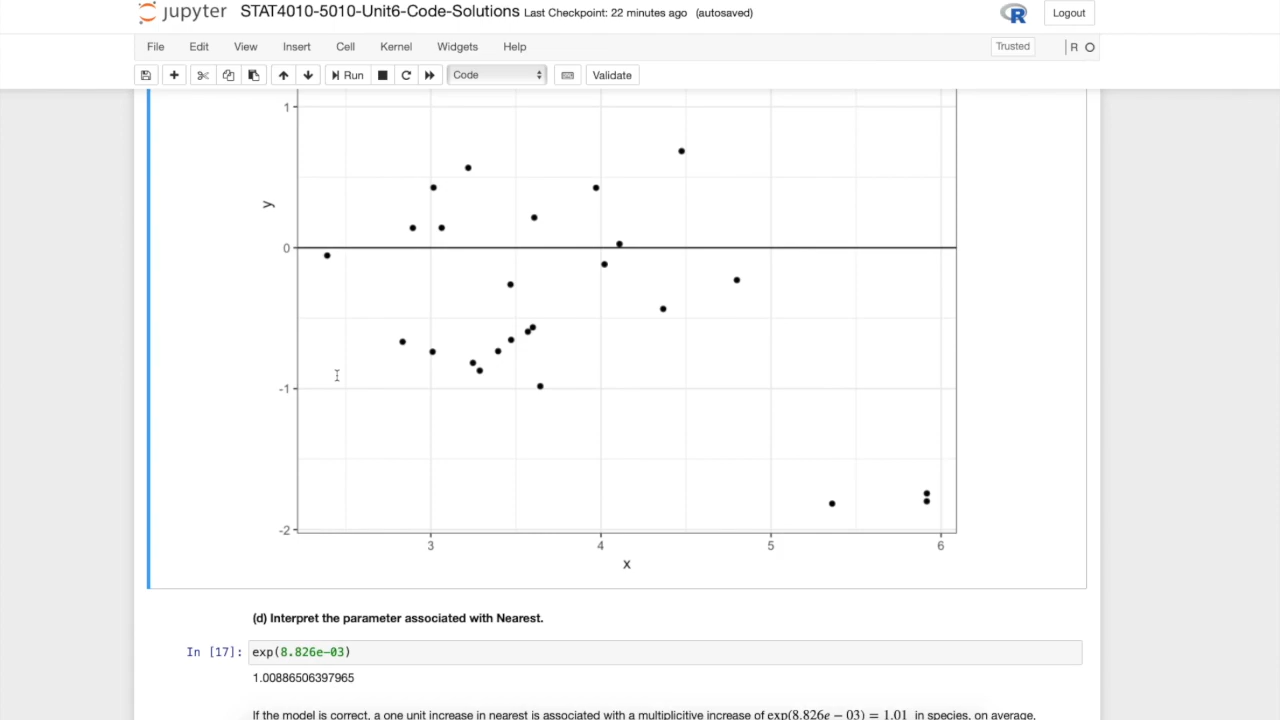 jupyter STAT4010-5010-Unit6-Code-Solutions Last Checkpoint: 22 minutes ago (autosaved)
R Logout
File Edit View Insert Cell Kernel Widgets Help Trusted R
Run Code Validate
1
y
0
-1
-2
3 4 5 6
x
(d) Interpret the parameter associated with Nearest.
In [17]: exp(8.826e-03)
1.00886506397965
If the model is correct, a one unit increase in nearest is associated with a multiplicitive increase of exp(8.826e − 03) = 1.01 in species, on average,